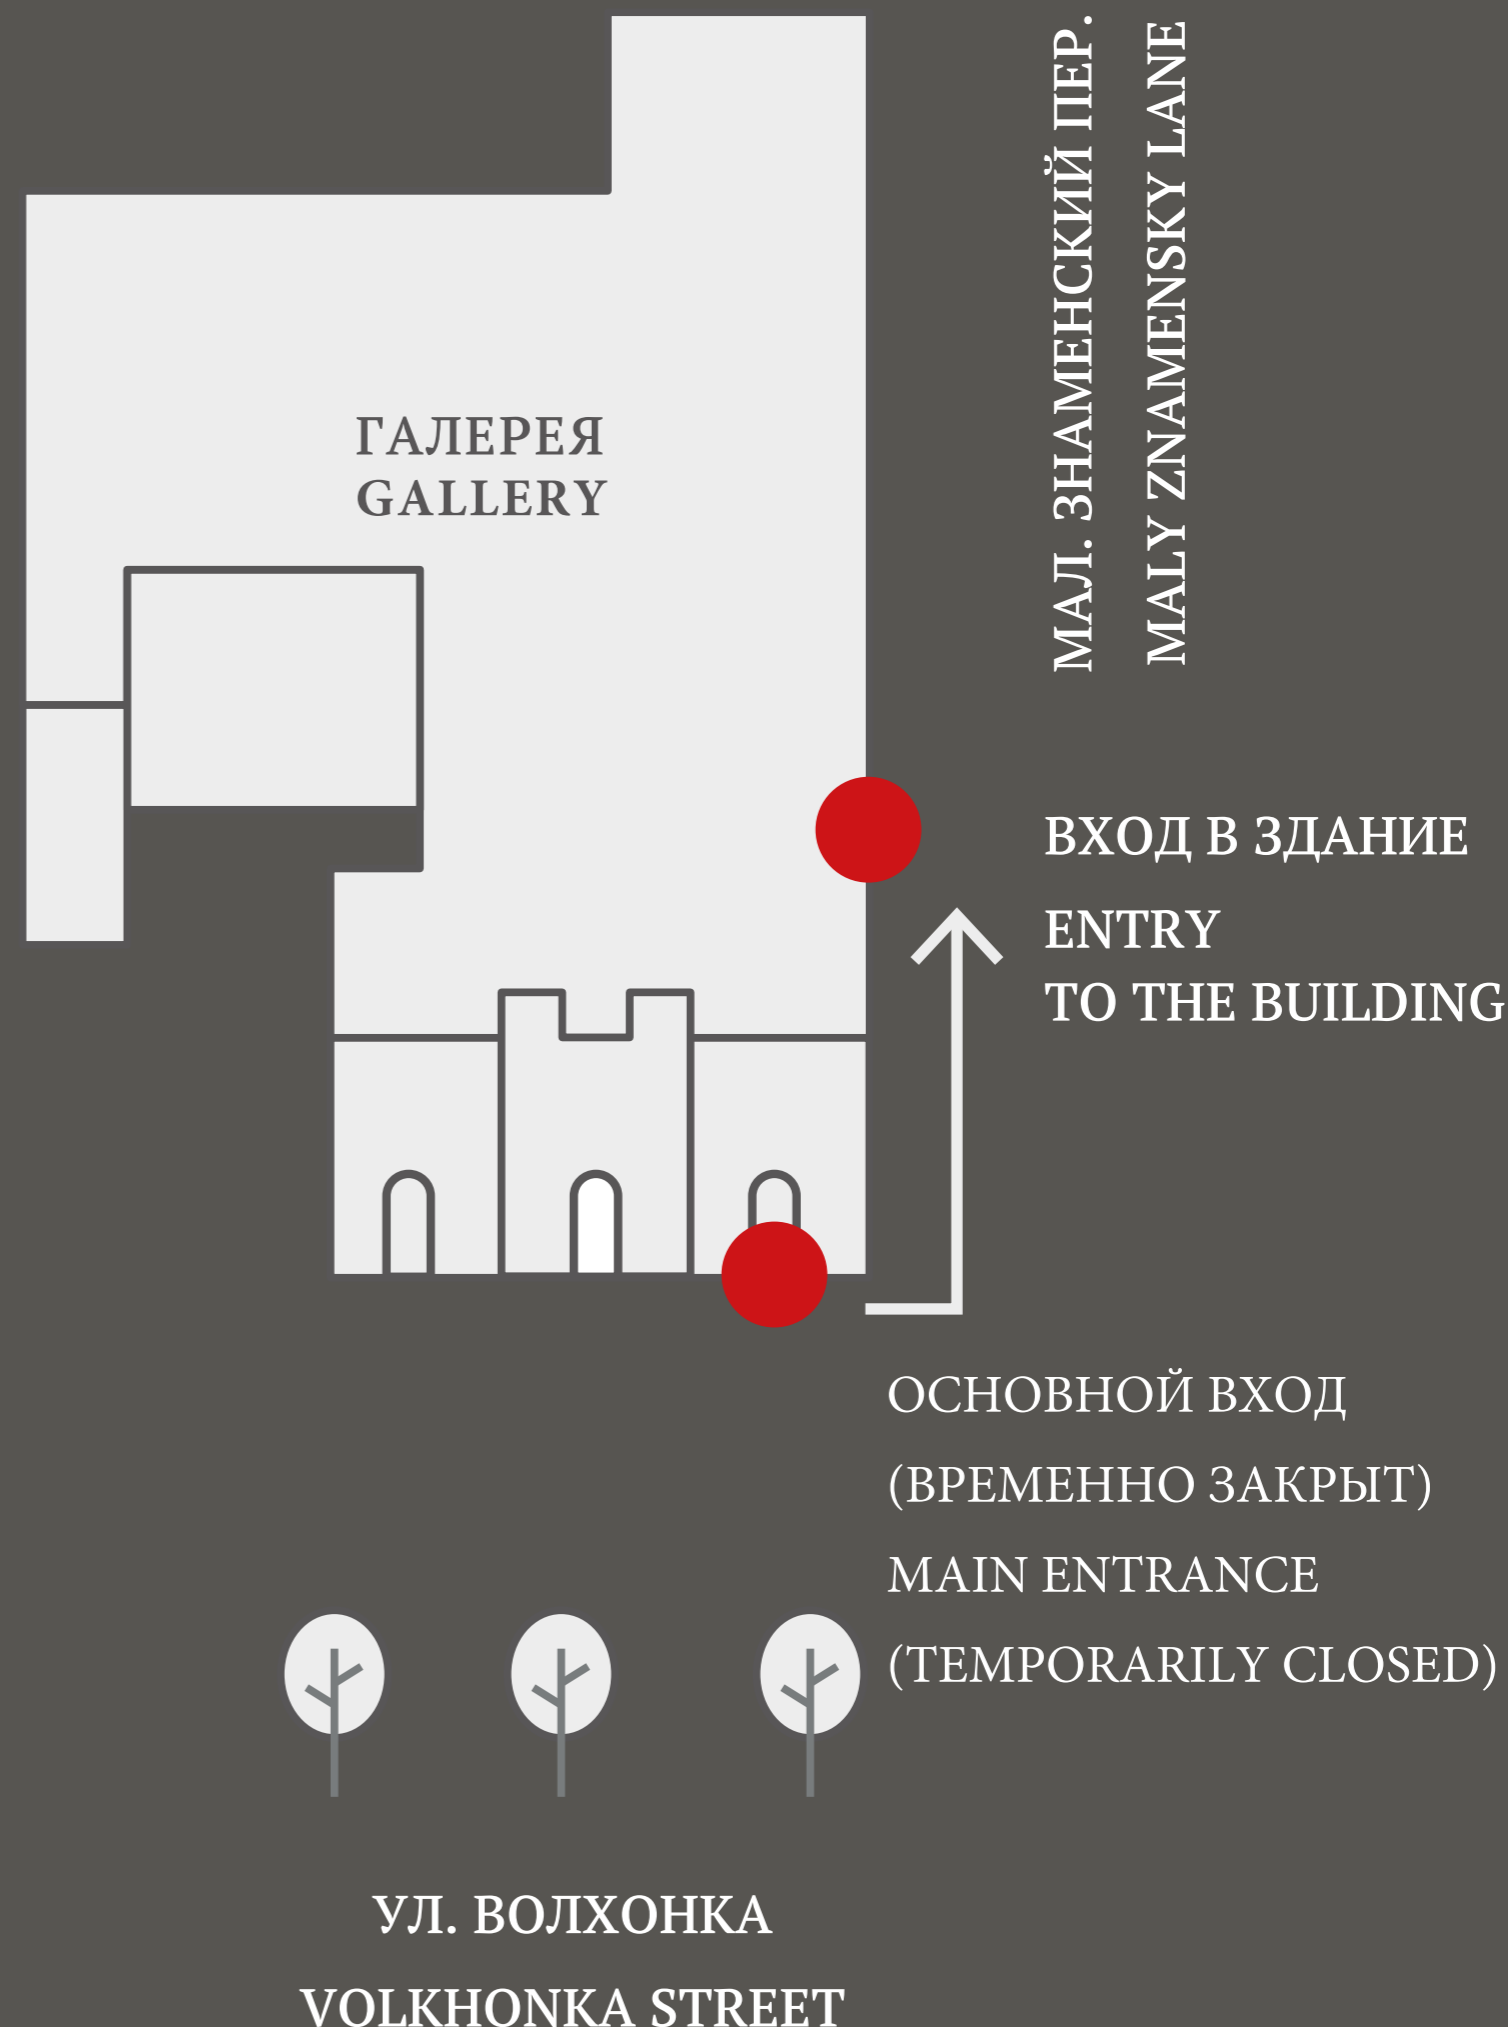 МАЛ. ЗНАМЕНСКИЙ ПЕР.
MALY ZNAMENSKY LANE
ГАЛЕРЕЯ
GALLERY
ВХОД В ЗДАНИЕ
ENTRY
TO THE BUILDING
ОСНОВНОЙ ВХОД
(ВРЕМЕННО ЗАКРЫТ)
MAIN ENTRANCE
(TEMPORARILY CLOSED)
УЛ. ВОЛХОНКА
VOLKHONKA STREET